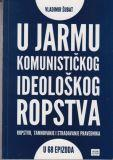 VLADIMIR ŠUBAT
U JARMU
KOMUNISTIČKOG
IDEOLOŠKOG
ROPSTVA
ROPSTVO, TAMNOVANJE I STRADAVANJE PRAVEDNIKA
U 68 EPIZODA